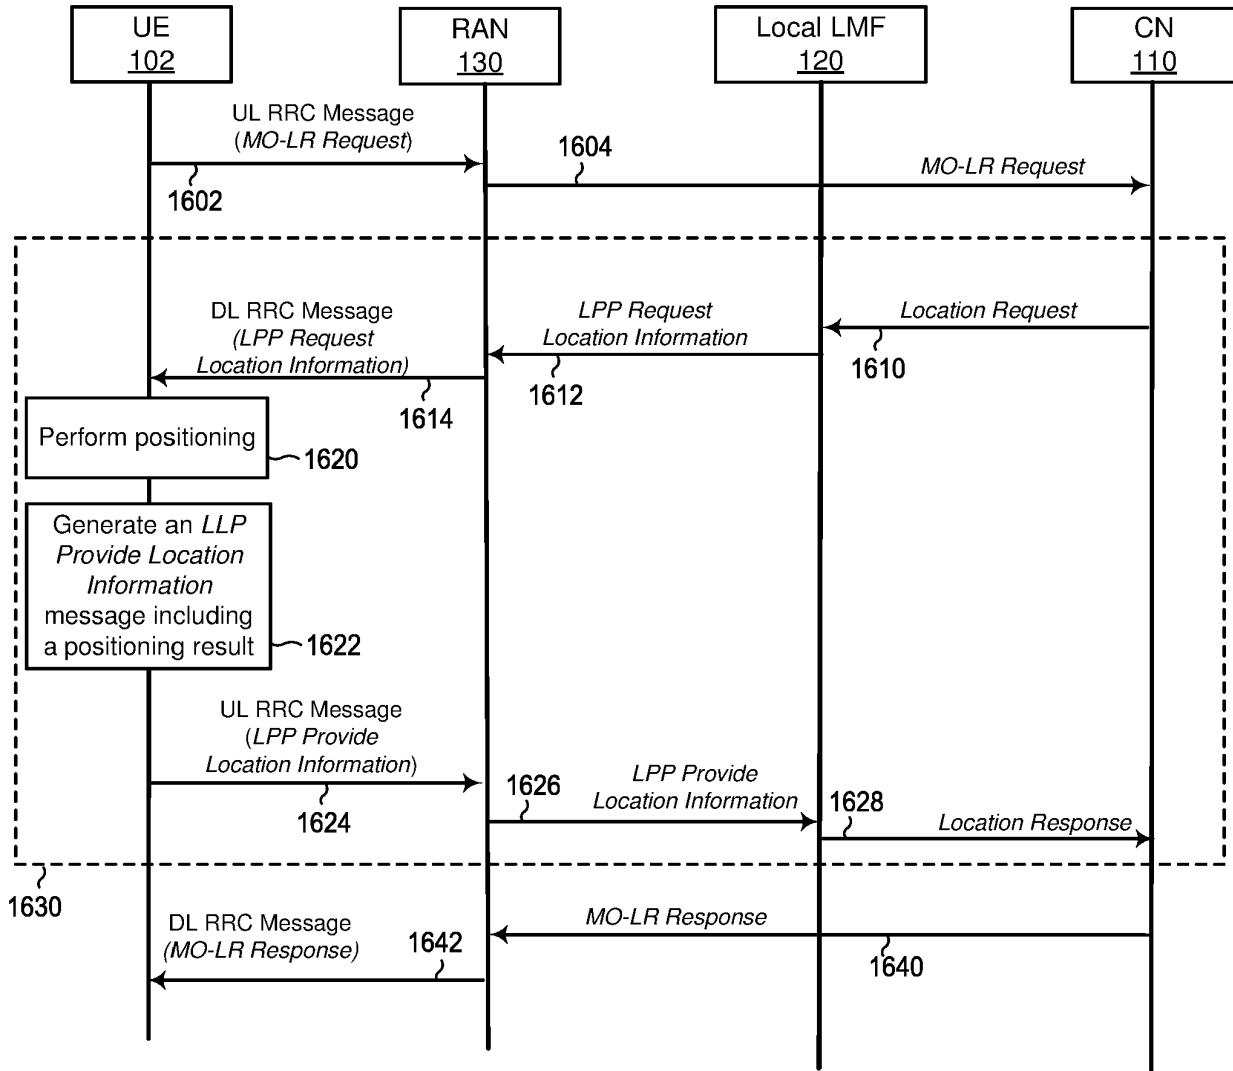 UE
102
RAN
130
Local LMF
120
CN
110
UL RRC Message
(MO-LR Request)
1602
1604
MO-LR Request
DL RRC Message
(LPP Request
Location Information)
1614
LPP Request
Location Information
1612
Location Request
1610
Perform positioning
1620
Generate an LLP
Provide Location
Information
message including
a positioning result
1622
UL RRC Message
(LPP Provide
Location Information)
1624
1626
LPP Provide
Location Information
1628
Location Response
1630
DL RRC Message
(MO-LR Response)
1642
MO-LR Response
1640